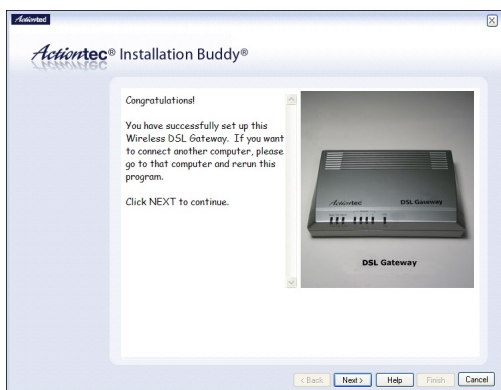 Actiontec
Actiontec® Installation Buddy®
Congratulations!
You have successfully set up this
Wireless DSL Gateway. If you want
to connect another computer, please
go to that computer and rerun this
program.
Click NEXT to continue.
Actiontec DSL Gateway
DSL Gateway
< Back Next > Help Finish Cancel